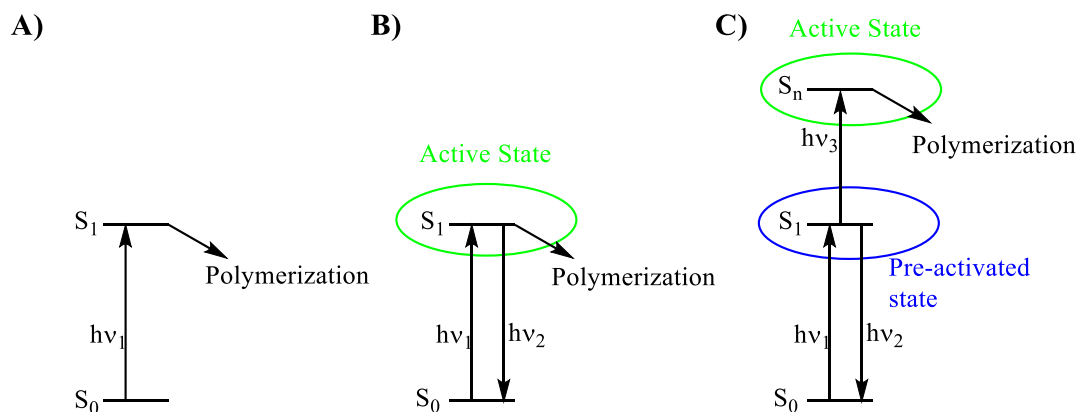 A)
S₁
Polymerization
hν₁
S₀
B)
Active State
S₁
Polymerization
hν₁
hν₂
S₀
C)
Active State
Sₙ
hν₃
Polymerization
S₁
Pre-activated
state
hν₁
hν₂
S₀